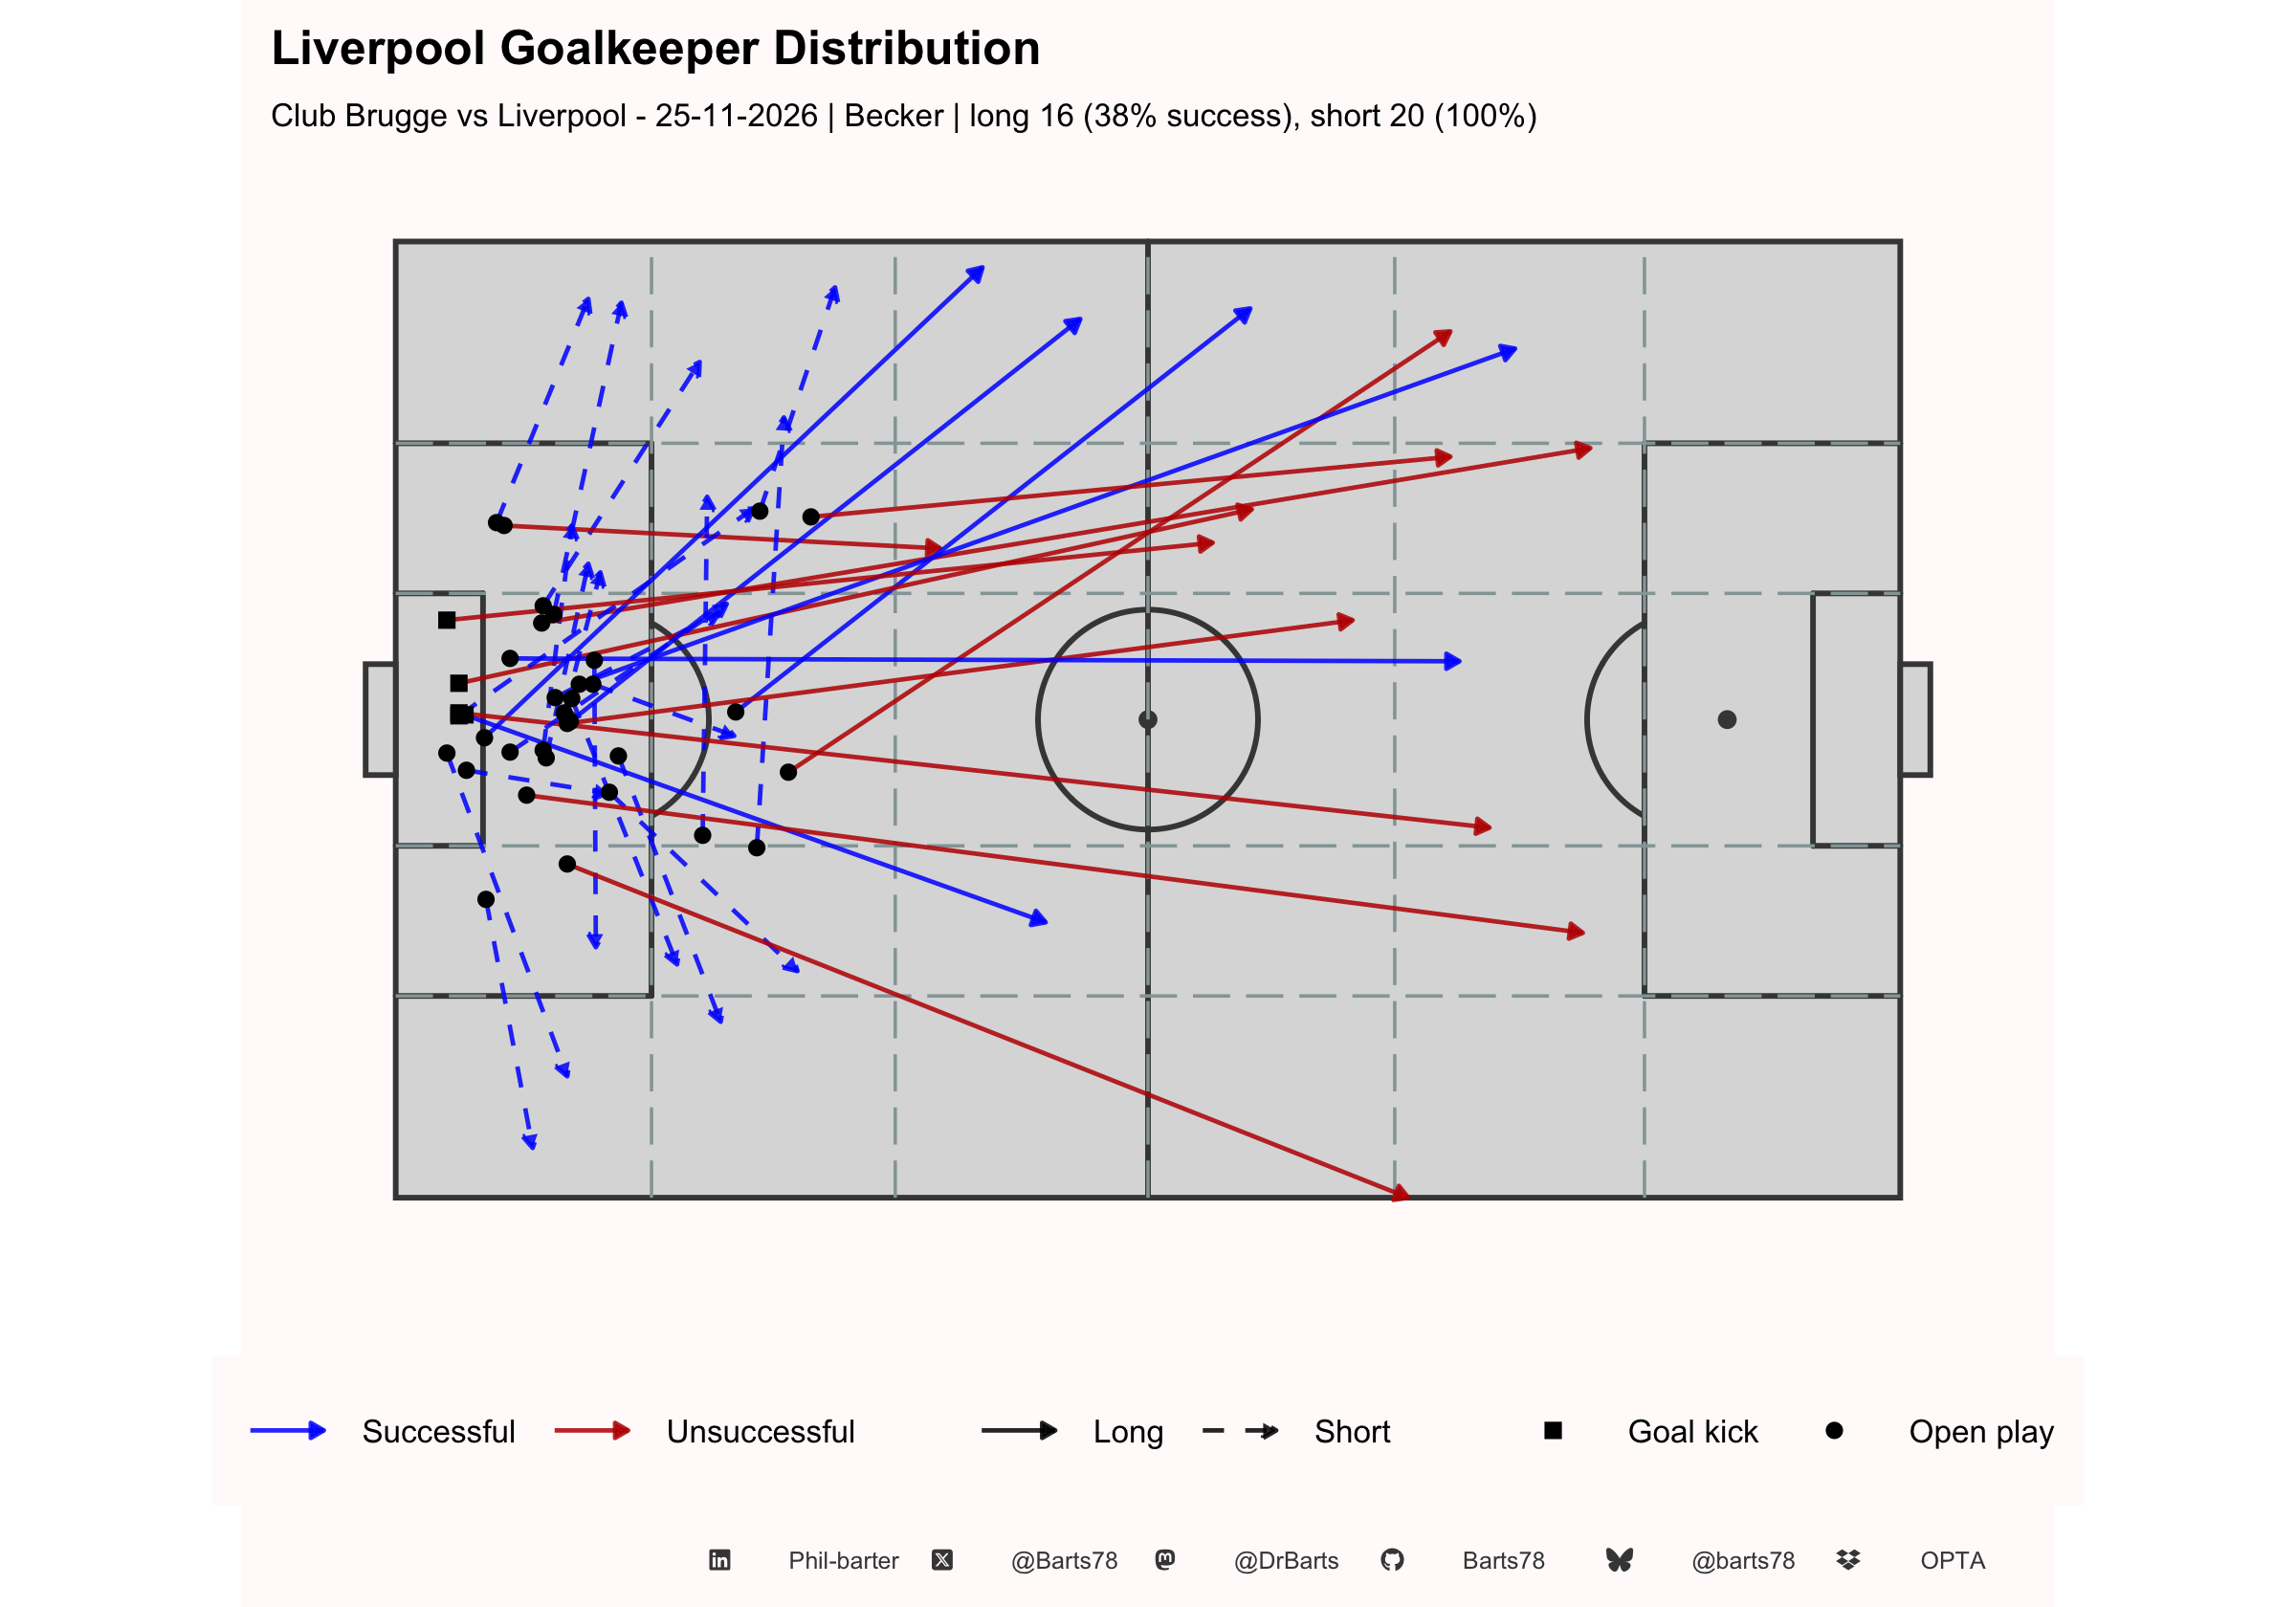 Liverpool Goalkeeper Distribution
Club Brugge vs Liverpool - 25-11-2026 | Becker | long 16 (38% success), short 20 (100%)
Successful Unsuccessful Long Short Goal kick Open play
Phil-barter @Barts78 @DrBarts Barts78 @barts78 OPTA